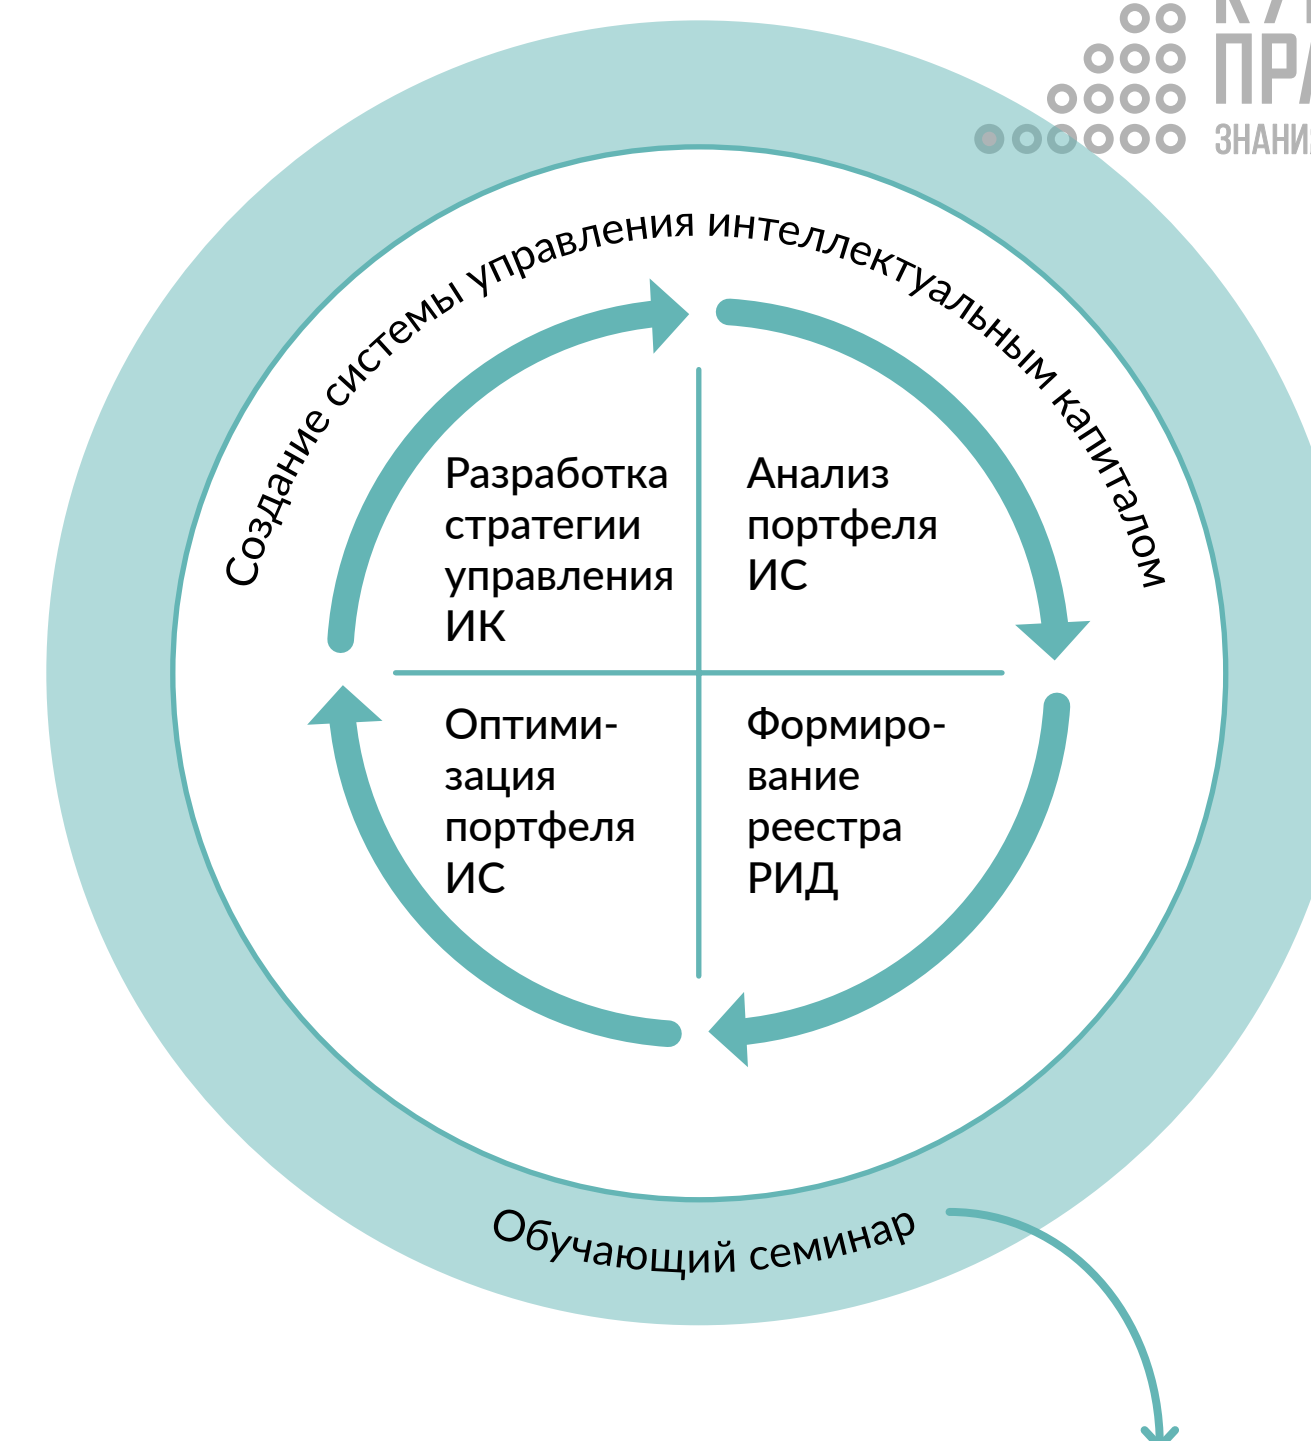 Создание системы управления интеллектуальным капиталом
Разработка
стратегии
управления
ИК
Анализ
портфеля
ИС
Оптими-
зация
портфеля
ИС
Формиро-
вание
реестра
РИД
Обучающий семинар